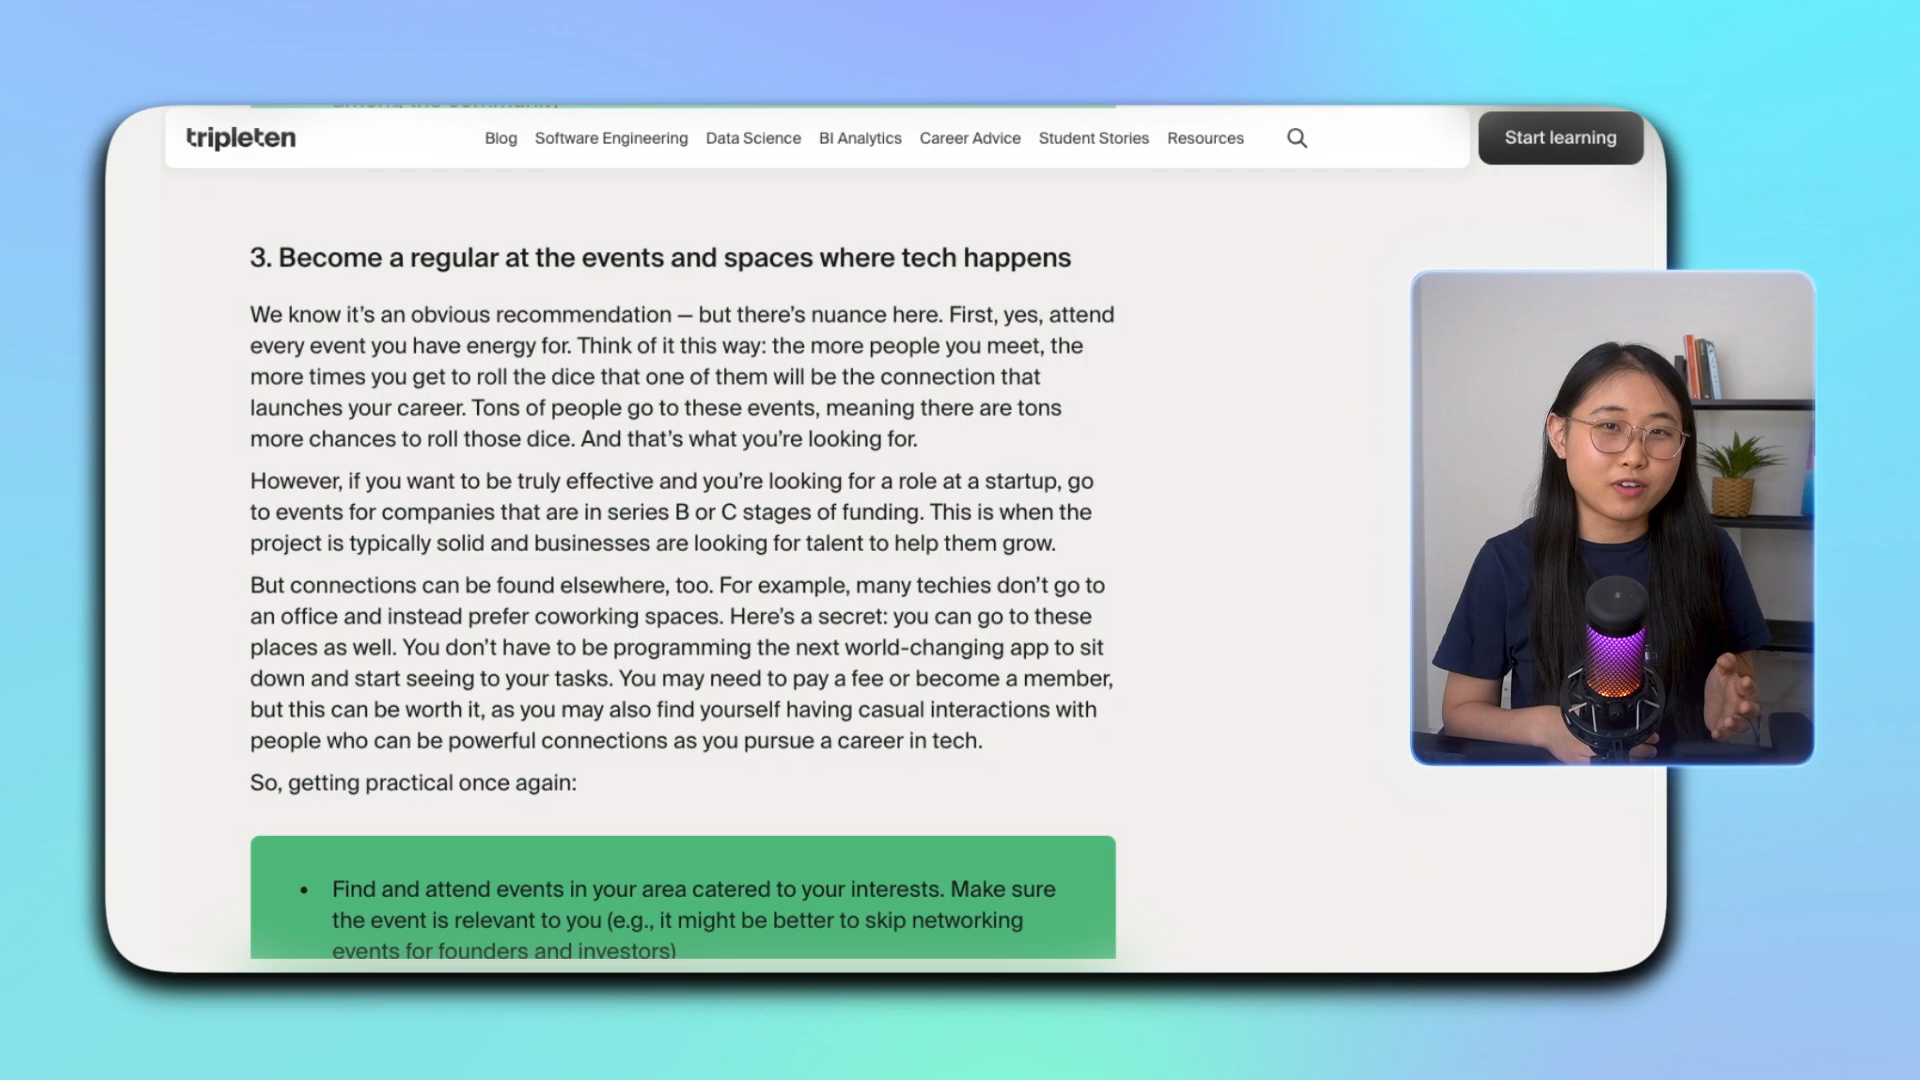 tripleten
Blog Software Engineering Data Science BI Analytics Career Advice Student Stories Resources
Start learning
3. Become a regular at the events and spaces where tech happens
We know it’s an obvious recommendation — but there’s nuance here. First, yes, attend
every event you have energy for. Think of it this way: the more people you meet, the
more times you get to roll the dice that one of them will be the connection that
launches your career. Tons of people go to these events, meaning there are tons
more chances to roll those dice. And that’s what you’re looking for.
However, if you want to be truly effective and you’re looking for a role at a startup, go
to events for companies that are in series B or C stages of funding. This is when the
project is typically solid and businesses are looking for talent to help them grow.
But connections can be found elsewhere, too. For example, many techies don’t go to
an office and instead prefer coworking spaces. Here’s a secret: you can go to these
places as well. You don’t have to be programming the next world-changing app to sit
down and start seeing to your tasks. You may need to pay a fee or become a member,
but this can be worth it, as you may also find yourself having casual interactions with
people who can be powerful connections as you pursue a career in tech.
So, getting practical once again:
• Find and attend events in your area catered to your interests. Make sure
the event is relevant to you (e.g., it might be better to skip networking
events for founders and investors)